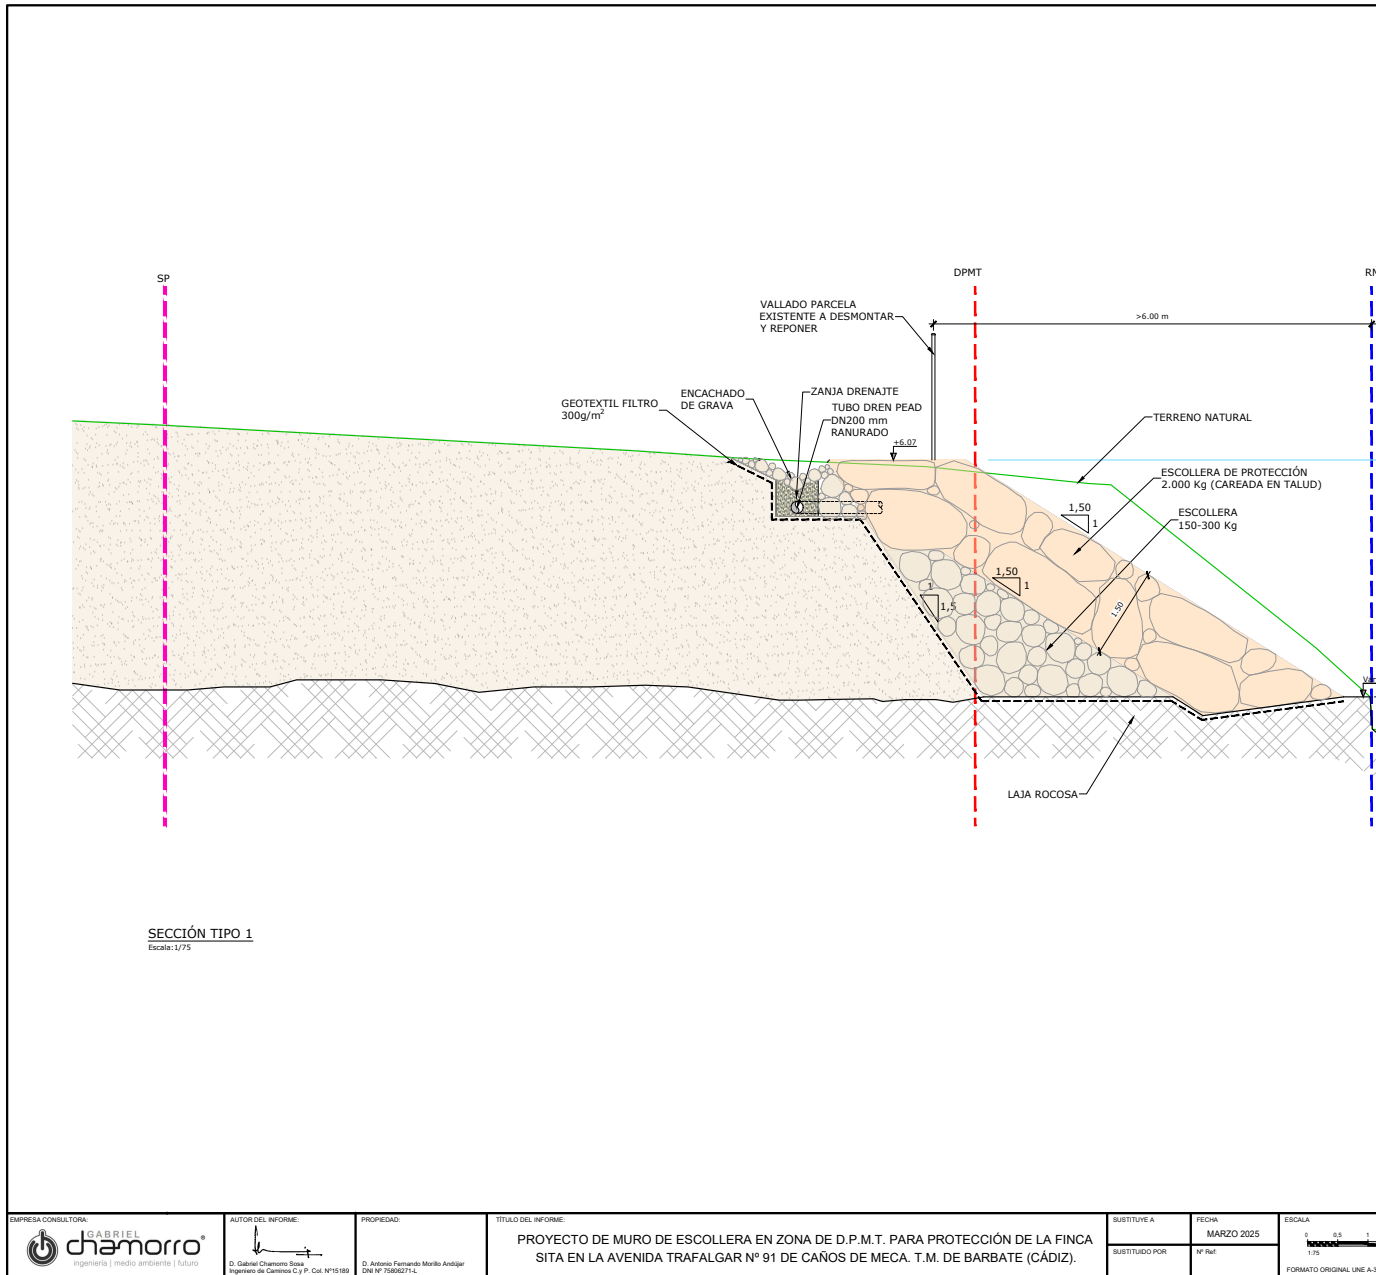 SP
DPMT
VALLADO PARCELA
EXISTENTE A DESMONTAR
Y REPONER
>6.00 m
GEOTEXTIL FILTRO
300g/m²
ENCACHADO
DE GRAVA
ZANJA DRENAJTE
TUBO DREN PEAD
DN200 mm
RANURADO
+6.07
TERRENO NATURAL
ESCOLLERA DE PROTECCIÓN
2.000 Kg (CAREADA EN TALUD)
ESCOLLERA
150-300 Kg
1,50
1
1,50
1
1
1,5
1.50
LAJA ROCOSA
SECCIÓN TIPO 1
Escala:1/75
EMPRESA CONSULTORA:
GABRIEL
chamorro®
ingeniería | medio ambiente | futuro
AUTOR DEL INFORME:
D. Gabriel Chamorro Sosa
Ingeniero de Caminos C.y P. Col. Nº15189
PROPIEDAD:
D. Antonio Fernando Morillo Andújar
DNI Nº 75806271-L
TÍTULO DEL INFORME:
PROYECTO DE MURO DE ESCOLLERA EN ZONA DE D.P.M.T. PARA PROTECCIÓN DE LA FINCA
SITA EN LA AVENIDA TRAFALGAR Nº 91 DE CAÑOS DE MECA. T.M. DE BARBATE (CÁDIZ).
SUSTITUYE A
SUSTITUIDO POR
FECHA
MARZO 2025
Nº Ref:
ESCALA
0 0,5 1
1:75
FORMATO ORIGINAL UNE A-3